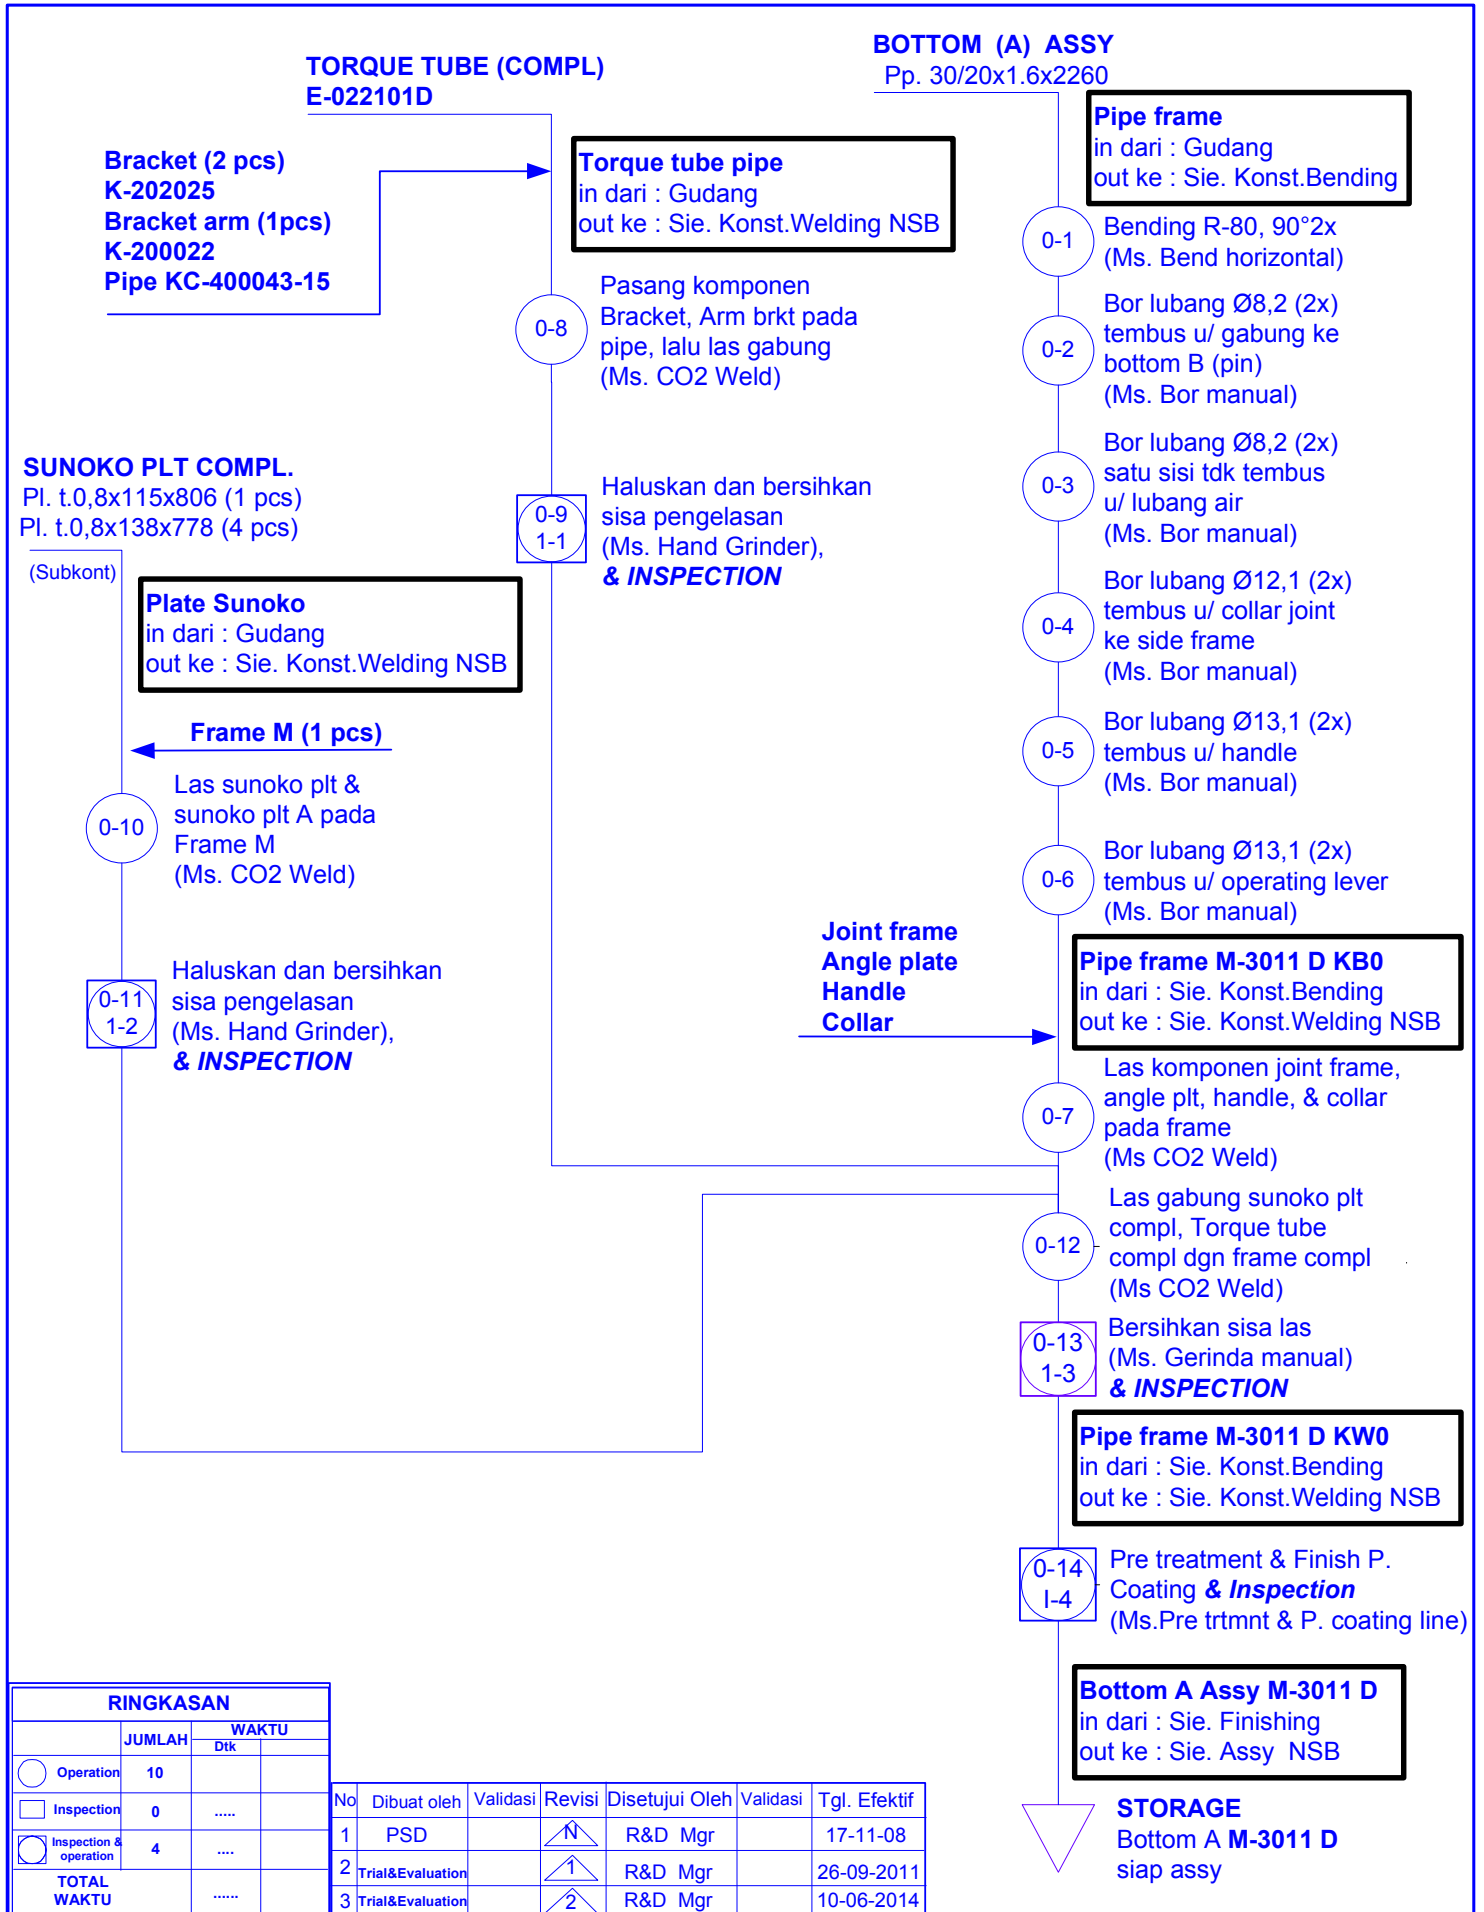 BOTTOM (A) ASSY
Pp. 30/20x1.6x2260
TORQUE TUBE (COMPL)
E-022101D
Pipe frame
in dari : Gudang
out ke : Sie. Konst.Bending
Bracket (2 pcs)
K-202025
Bracket arm (1pcs)
K-200022
Pipe KC-400043-15
Torque tube pipe
in dari : Gudang
out ke : Sie. Konst.Welding NSB
0-1
Bending R-80, 90°2x
(Ms. Bend horizontal)
0-8
Pasang komponen
Bracket, Arm brkt pada
pipe, lalu las gabung
(Ms. CO2 Weld)
0-2
Bor lubang Ø8,2 (2x)
tembus u/ gabung ke
bottom B (pin)
(Ms. Bor manual)
0-3
Bor lubang Ø8,2 (2x)
satu sisi tdk tembus
u/ lubang air
(Ms. Bor manual)
SUNOKO PLT COMPL.
Pl. t.0,8x115x806 (1 pcs)
Pl. t.0,8x138x778 (4 pcs)
(Subkont)
0-9
1-1
Haluskan dan bersihkan
sisa pengelasan
(Ms. Hand Grinder),
& INSPECTION
Plate Sunoko
in dari : Gudang
out ke : Sie. Konst.Welding NSB
0-4
Bor lubang Ø12,1 (2x)
tembus u/ collar joint
ke side frame
(Ms. Bor manual)
Frame M (1 pcs)
0-5
Bor lubang Ø13,1 (2x)
tembus u/ handle
(Ms. Bor manual)
0-10
Las sunoko plt &
sunoko plt A pada
Frame M
(Ms. CO2 Weld)
0-6
Bor lubang Ø13,1 (2x)
tembus u/ operating lever
(Ms. Bor manual)
Joint frame
Angle plate
Handle
Collar
Pipe frame M-3011 D KB0
in dari : Sie. Konst.Bending
out ke : Sie. Konst.Welding NSB
0-11
1-2
Haluskan dan bersihkan
sisa pengelasan
(Ms. Hand Grinder),
& INSPECTION
0-7
Las komponen joint frame,
angle plt, handle, & collar
pada frame
(Ms CO2 Weld)
0-12
Las gabung sunoko plt
compl, Torque tube
compl dgn frame compl
(Ms CO2 Weld)
0-13
1-3
Bersihkan sisa las
(Ms. Gerinda manual)
& INSPECTION
Pipe frame M-3011 D KW0
in dari : Sie. Konst.Bending
out ke : Sie. Konst.Welding NSB
0-14
I-4
Pre treatment & Finish P.
Coating & Inspection
(Ms.Pre trtmnt & P. coating line)
Bottom A Assy M-3011 D
in dari : Sie. Finishing
out ke : Sie. Assy NSB
STORAGE
Bottom A M-3011 D
siap assy
RINGKASAN
JUMLAH WAKTU
Dtk
Operation 10
Inspection 0 .....
Inspection & operation 4 ....
TOTAL WAKTU ......
No Dibuat oleh Validasi Revisi Disetujui Oleh Validasi Tgl. Efektif
1 PSD N R&D Mgr 17-11-08
2 Trial&Evaluation 1 R&D Mgr 26-09-2011
3 Trial&Evaluation 2 R&D Mgr 10-06-2014